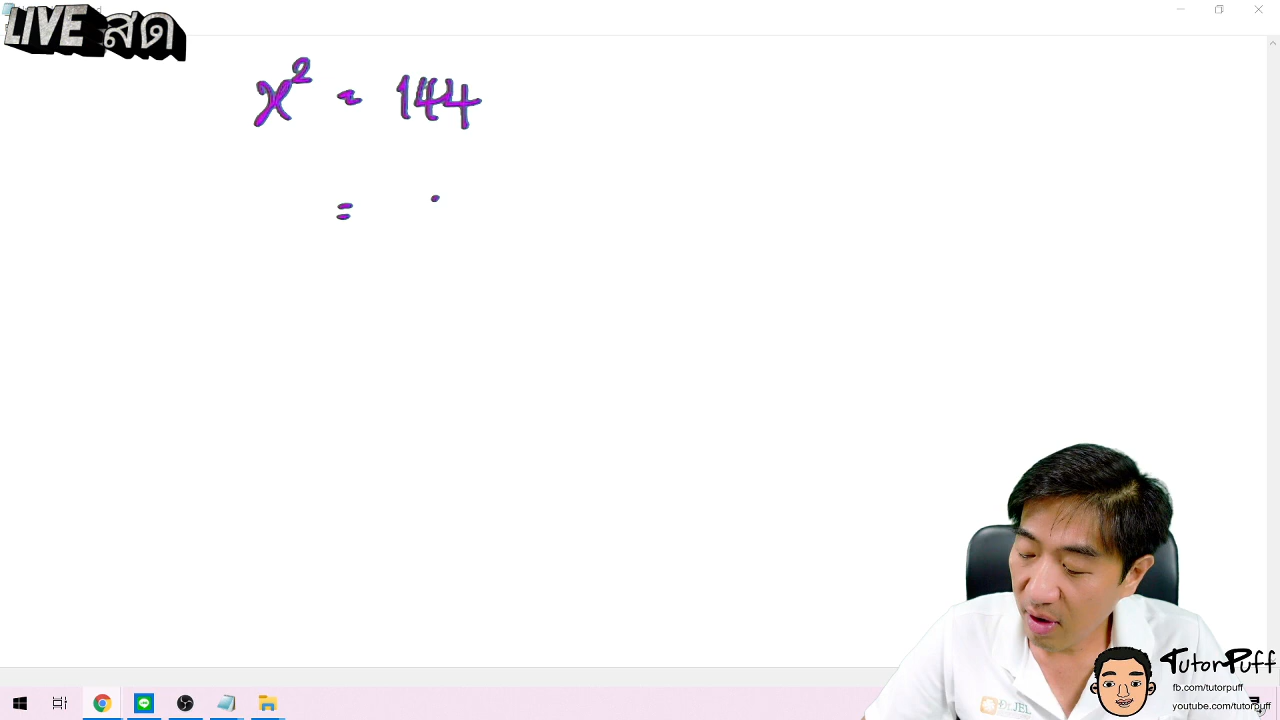 LIVE สด
x² = 144
=
TutorPuff
fb.com/tutorpuff
youtube.com/tutorpuff